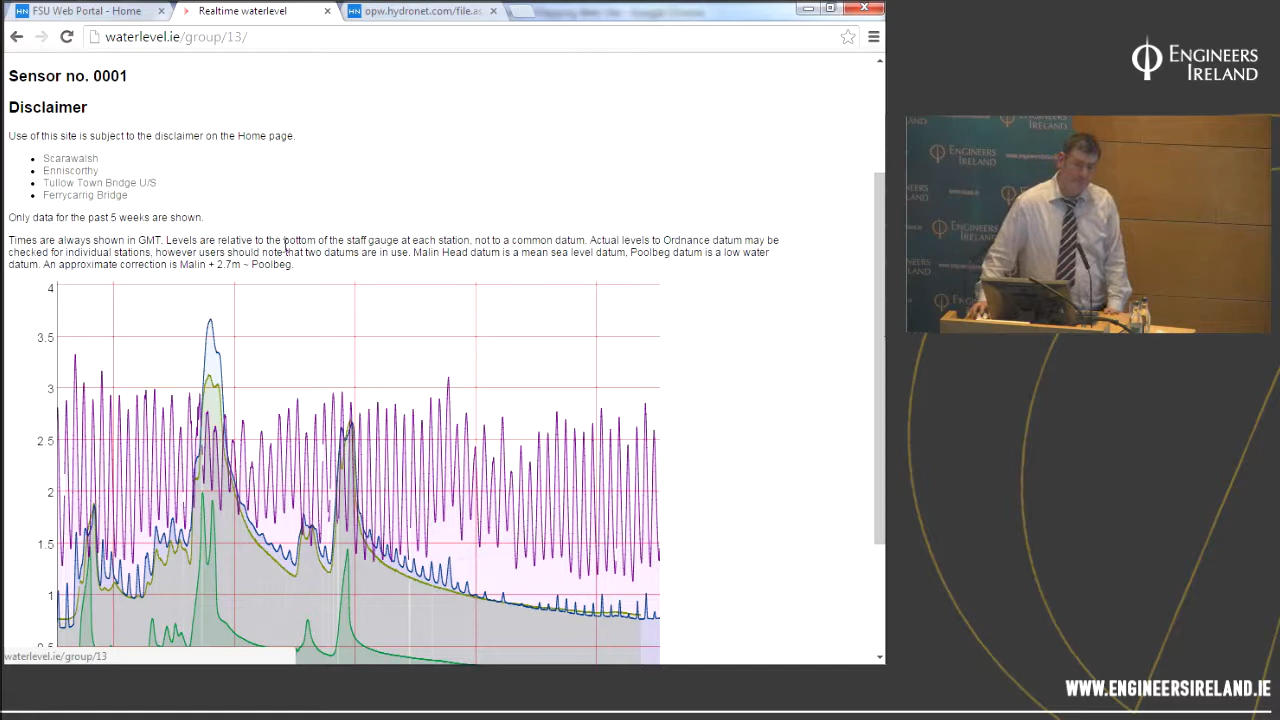 FSU Web Portal - Home
Realtime waterlevel
opw.hydronet.com/file.as
waterlevel.ie/group/13/
Sensor no. 0001
Disclaimer
Use of this site is subject to the disclaimer on the Home page.
Scarawalsh
Enniscorthy
Tullow Town Bridge U/S
Ferrycarrig Bridge
Only data for the past 5 weeks are shown.
Times are always shown in GMT. Levels are relative to the bottom of the staff gauge at each station, not to a common datum. Actual levels to Ordnance datum may be
checked for individual stations, however users should note that two datums are in use. Malin Head datum is a mean sea level datum, Poolbeg datum is a low water
datum. An approximate correction is Malin + 2.7m ~ Poolbeg.
4
3.5
3
2.5
2
1.5
1
0.5
waterlevel.ie/group/13
ENGINEERS
IRELAND
ENGINEERS
IRELAND
WWW.ENGINEERSIRELAND.IE